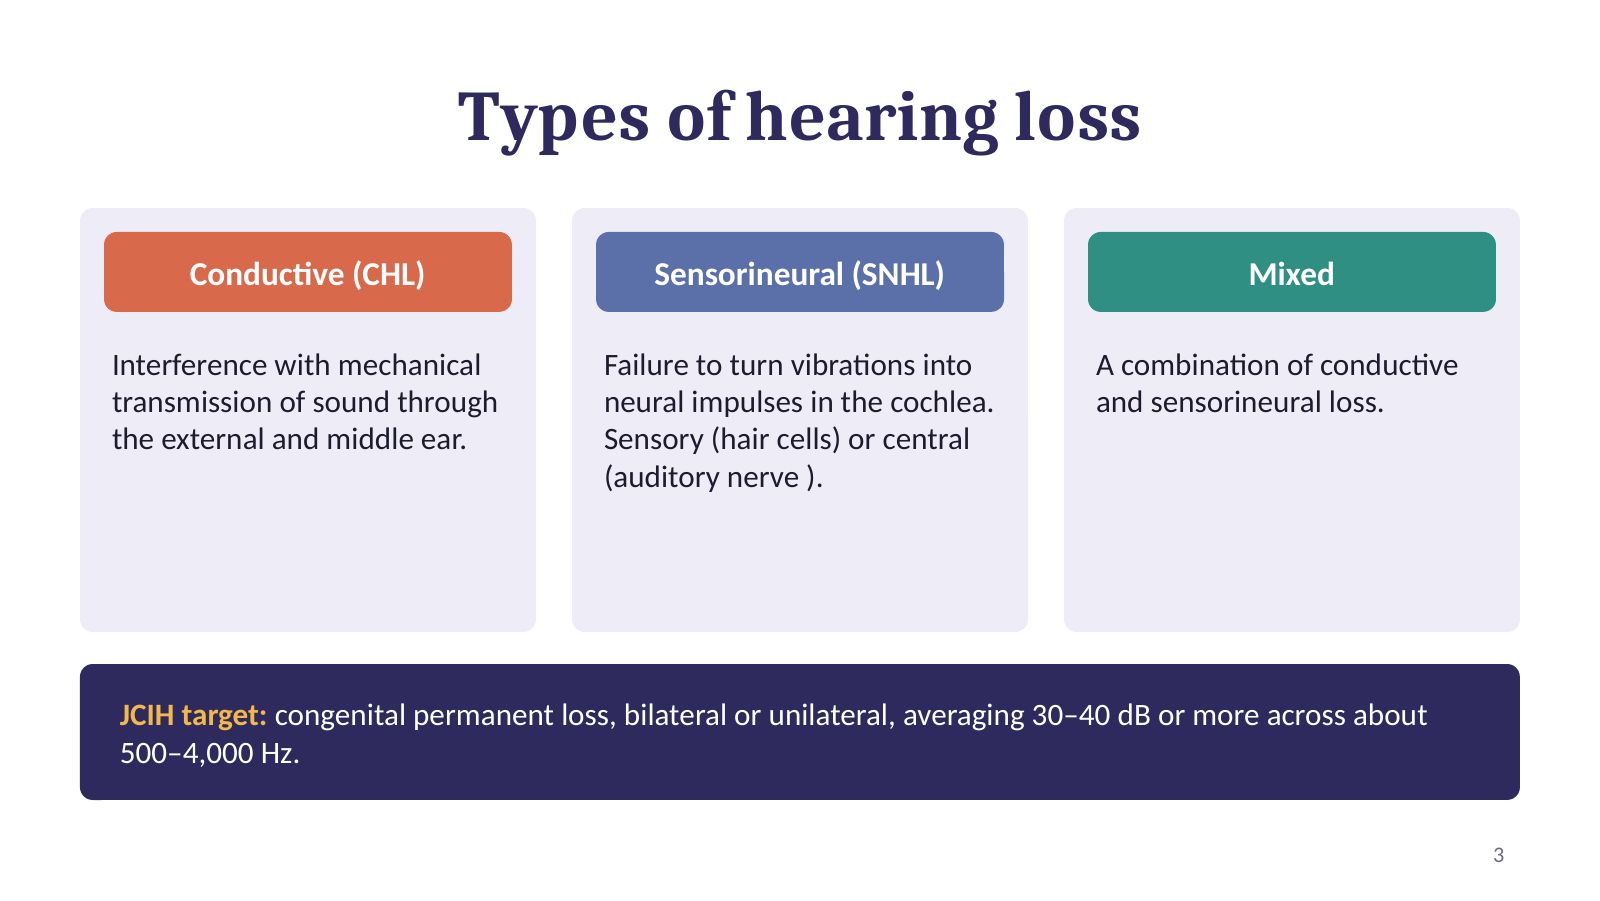 Types of hearing loss
Conductive (CHL)
Interference with mechanical
transmission of sound through
the external and middle ear.
Sensorineural (SNHL)
Failure to turn vibrations into
neural impulses in the cochlea.
Sensory (hair cells) or central
(auditory nerve ).
Mixed
A combination of conductive
and sensorineural loss.
JCIH target: congenital permanent loss, bilateral or unilateral, averaging 30–40 dB or more across about
500–4,000 Hz.
3